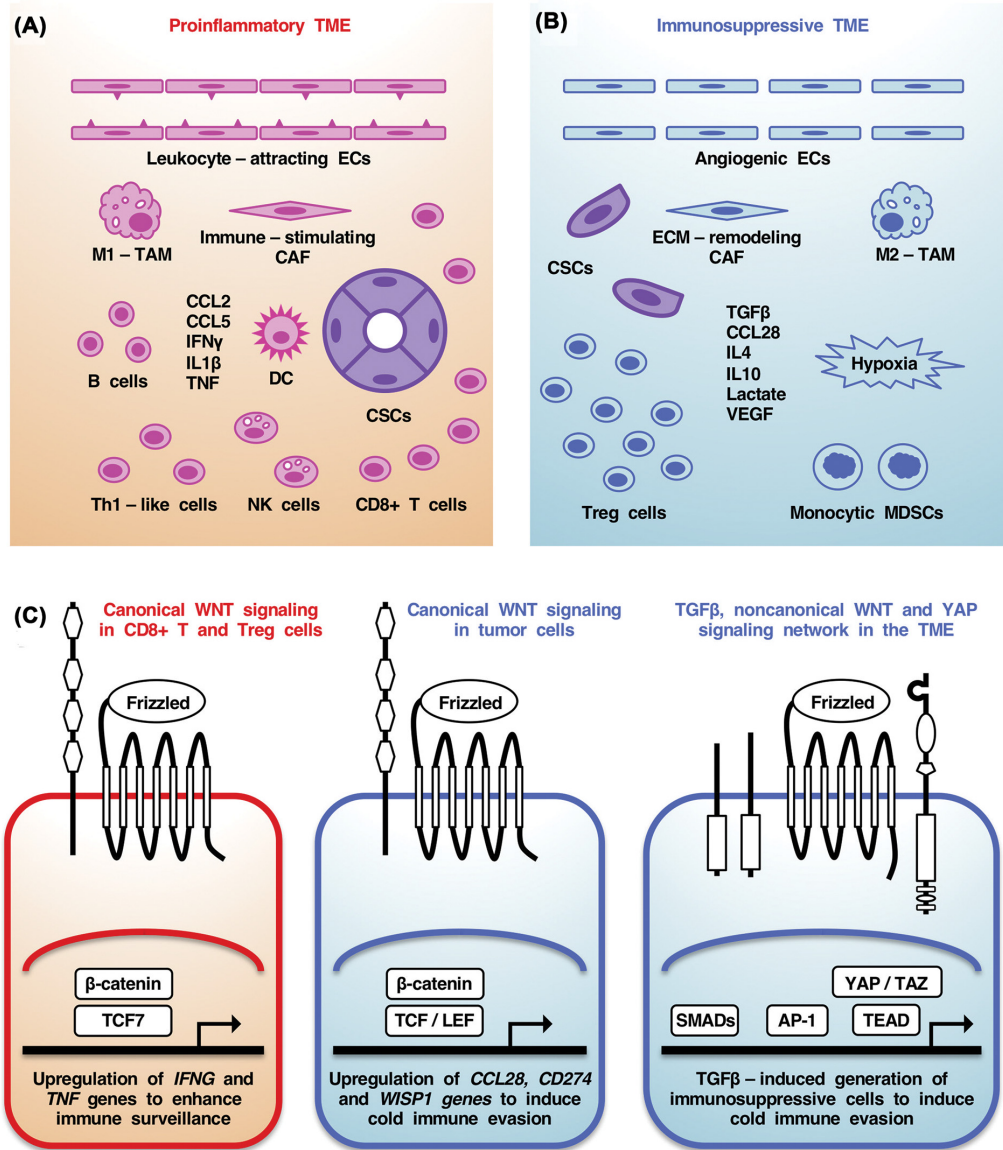 (A)
Proinflammatory TME
Leukocyte – attracting ECs
M1 – TAM
Immune – stimulating
CAF
CCL2
CCL5
IFNγ
IL1β
TNF
B cells
DC
CSCs
Th1 – like cells
NK cells
CD8+ T cells
(B)
Immunosuppressive TME
Angiogenic ECs
CSCs
ECM – remodeling
CAF
M2 – TAM
TGFβ
CCL28
IL4
IL10
Lactate
VEGF
Hypoxia
Treg cells
Monocytic MDSCs
(C)
Canonical WNT signaling
in CD8+ T and Treg cells
Frizzled
β-catenin
TCF7
Upregulation of IFNG and
TNF genes to enhance
immune surveillance
Canonical WNT signaling
in tumor cells
Frizzled
β-catenin
TCF / LEF
Upregulation of CCL28, CD274
and WISP1 genes to induce
cold immune evasion
TGFβ, noncanonical WNT and YAP
signaling network in the TME
Frizzled
YAP / TAZ
SMADs
AP-1
TEAD
TGFβ – induced generation of
immunosuppressive cells to induce
cold immune evasion